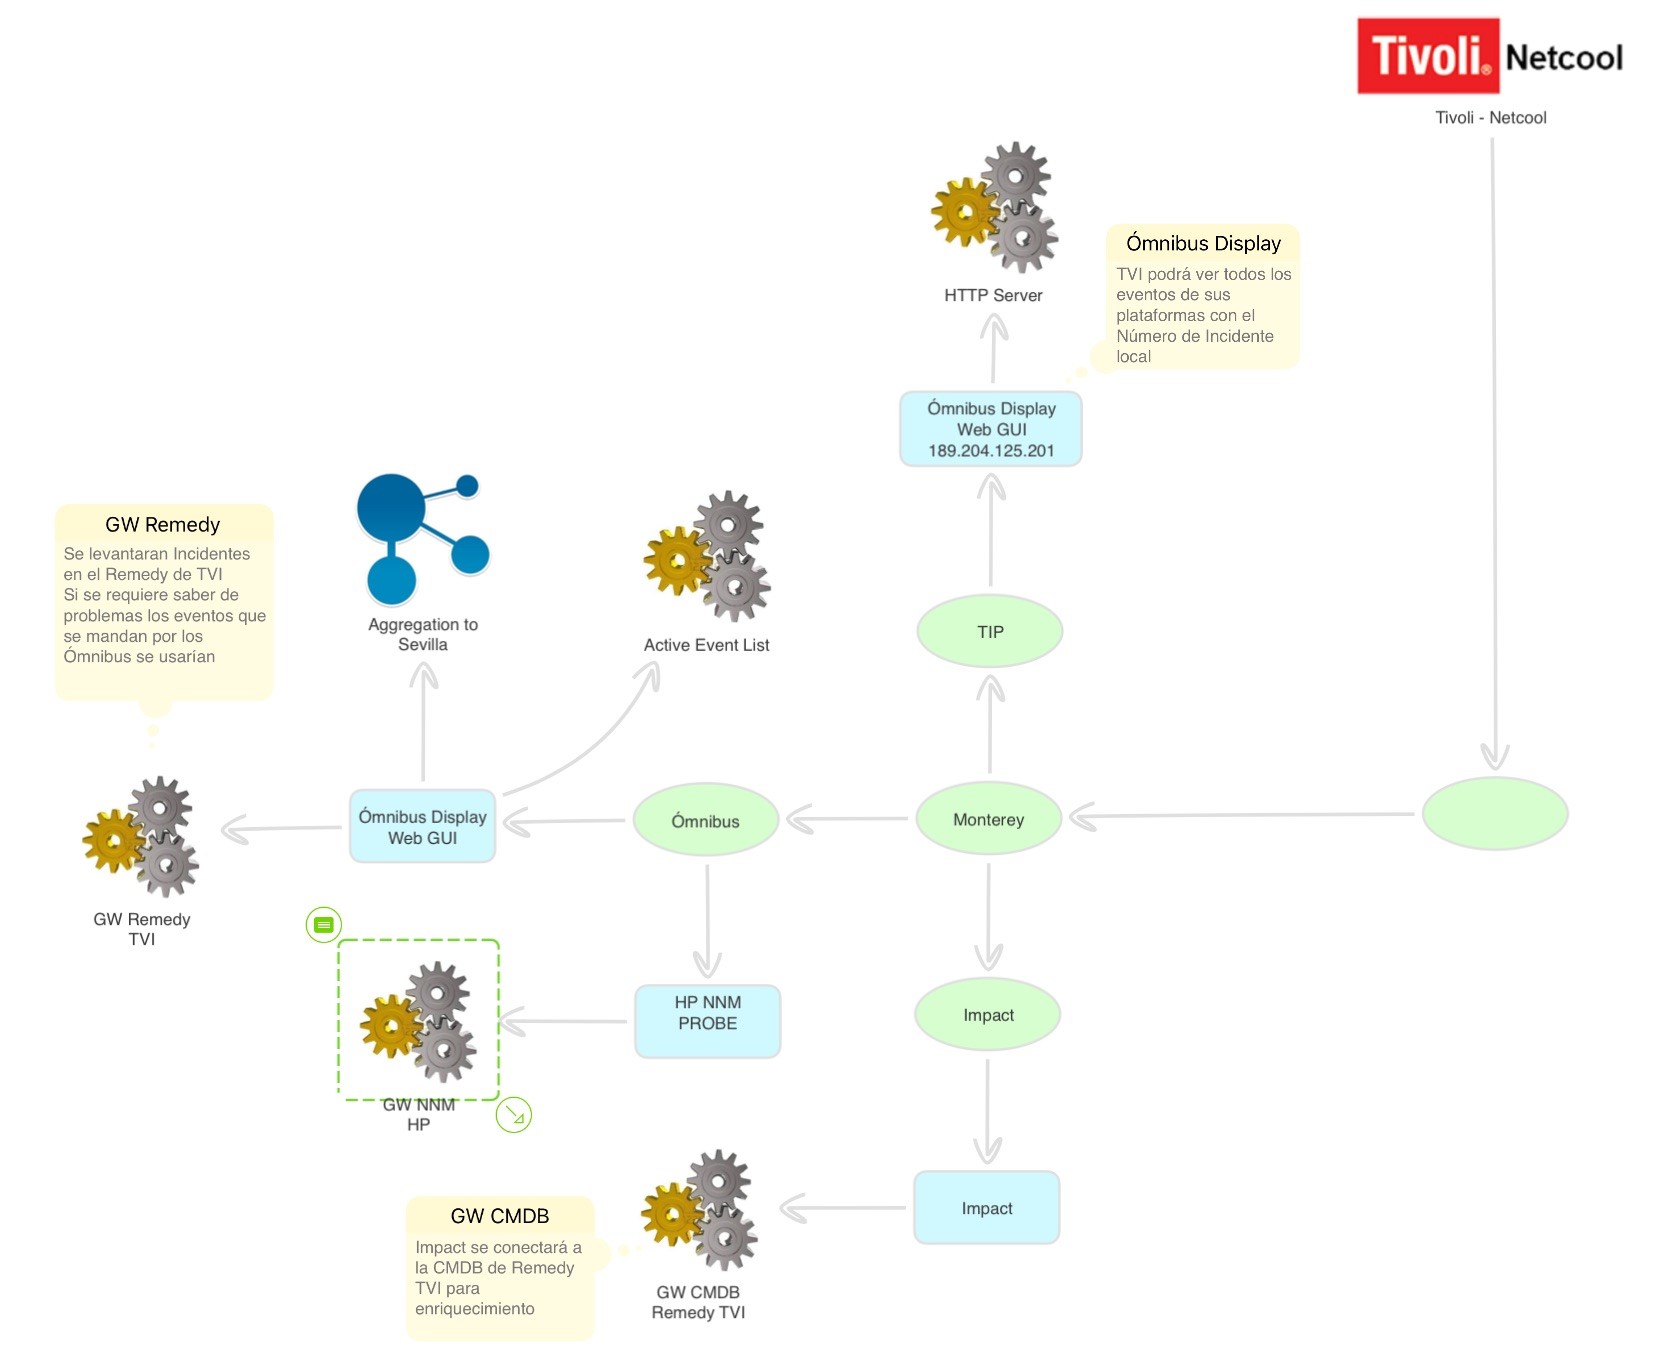 Tivoli® Netcool
Tivoli - Netcool
HTTP Server
Ómnibus Display
TVI podrá ver todos los
eventos de sus
plataformas con el
Número de Incidente
local
Ómnibus Display
Web GUI
189.204.125.201
GW Remedy
Se levantaran Incidentes
en el Remedy de TVI
Si se requiere saber de
problemas los eventos que
se mandan por los
Ómnibus se usarían
Aggregation to
Sevilla
Active Event List
TIP
Ómnibus Display
Web GUI
Ómnibus
Monterey
GW Remedy
TVI
HP NNM
PROBE
Impact
GW NNM
HP
GW CMDB
Impact se conectará a
la CMDB de Remedy
TVI para
enriquecimiento
GW CMDB
Remedy TVI
Impact